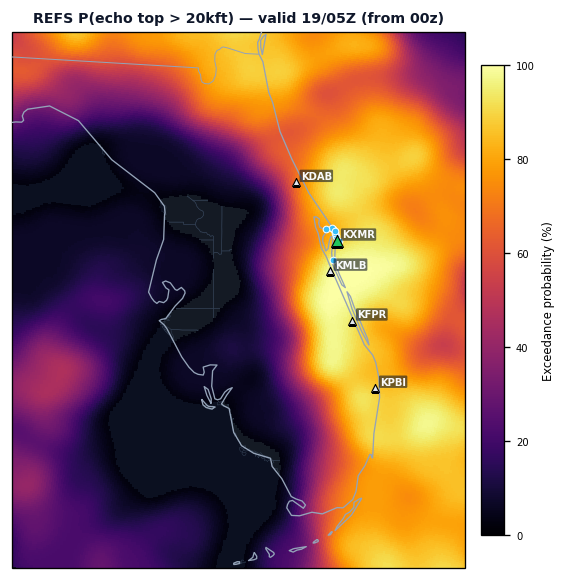 REFS P(echo top > 20kft) — valid 19/05Z (from 00z)
KDAB
KXMR
KMLB
KFPR
KPBI
100
80
60
40
20
0
Exceedance probability (%)